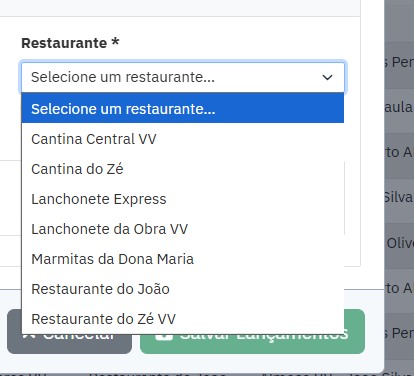 Restaurante *
Selecione um restaurante...
Selecione um restaurante...
Cantina Central VV
Cantina do Zé
Lanchonete Express
Lanchonete da Obra VV
Marmitas da Dona Maria
Restaurante do João
Restaurante do Zé VV
Cancelar
Salvar Lançamentos
s Per
aula
to Al
Silva
Olive
to Al
s Per